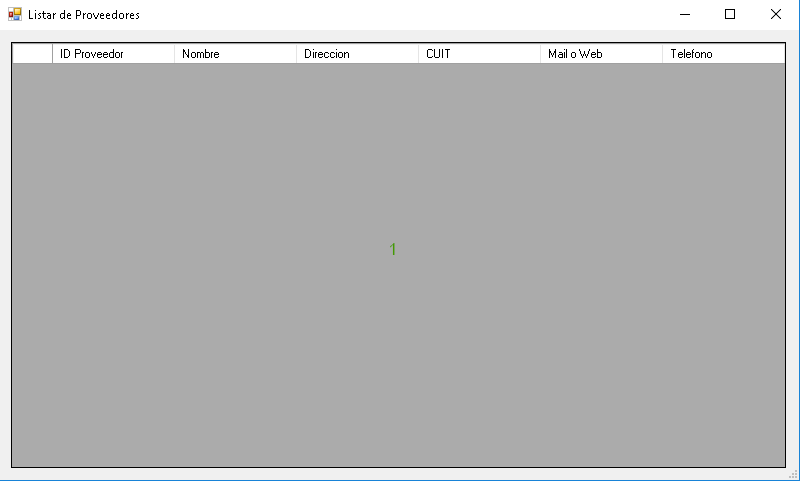 Listar de Proveedores
ID Proveedor Nombre Direccion CUIT Mail o Web Telefono
1